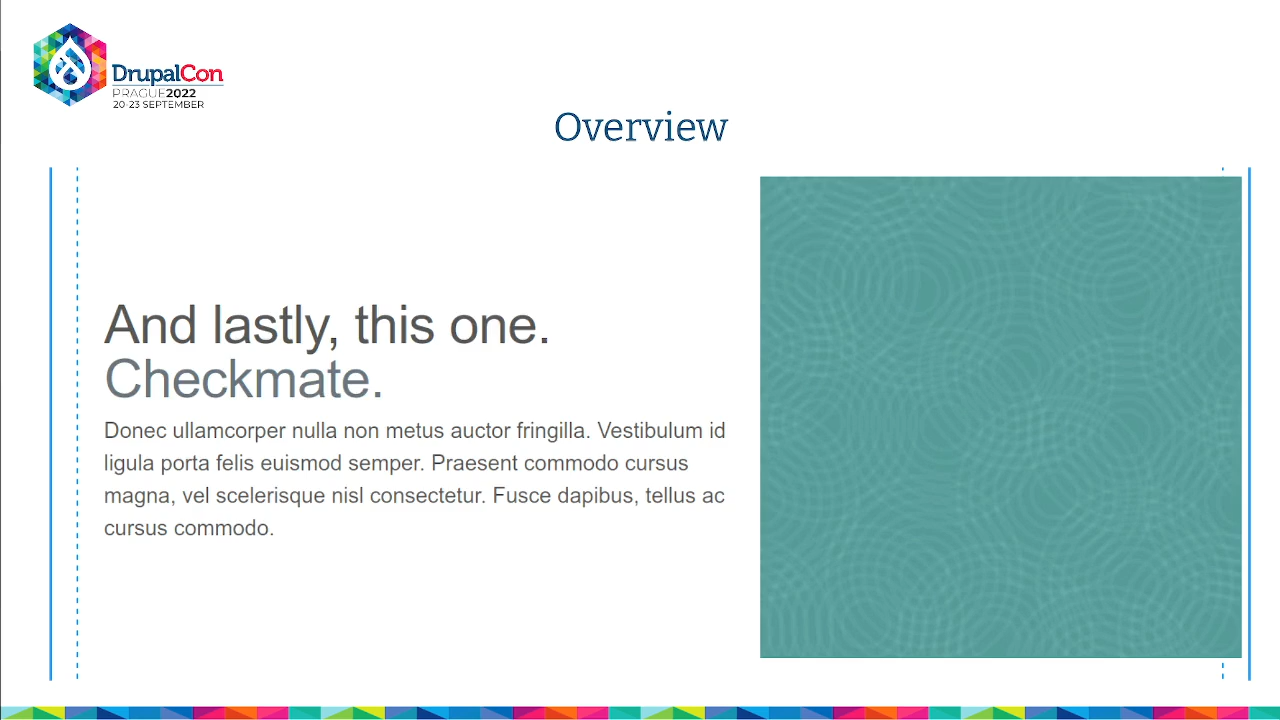 DrupalCon
PRAGUE2022
20-23 SEPTEMBER
Overview
And lastly, this one.
Checkmate.
Donec ullamcorper nulla non metus auctor fringilla. Vestibulum id
ligula porta felis euismod semper. Praesent commodo cursus
magna, vel scelerisque nisl consectetur. Fusce dapibus, tellus ac
cursus commodo.